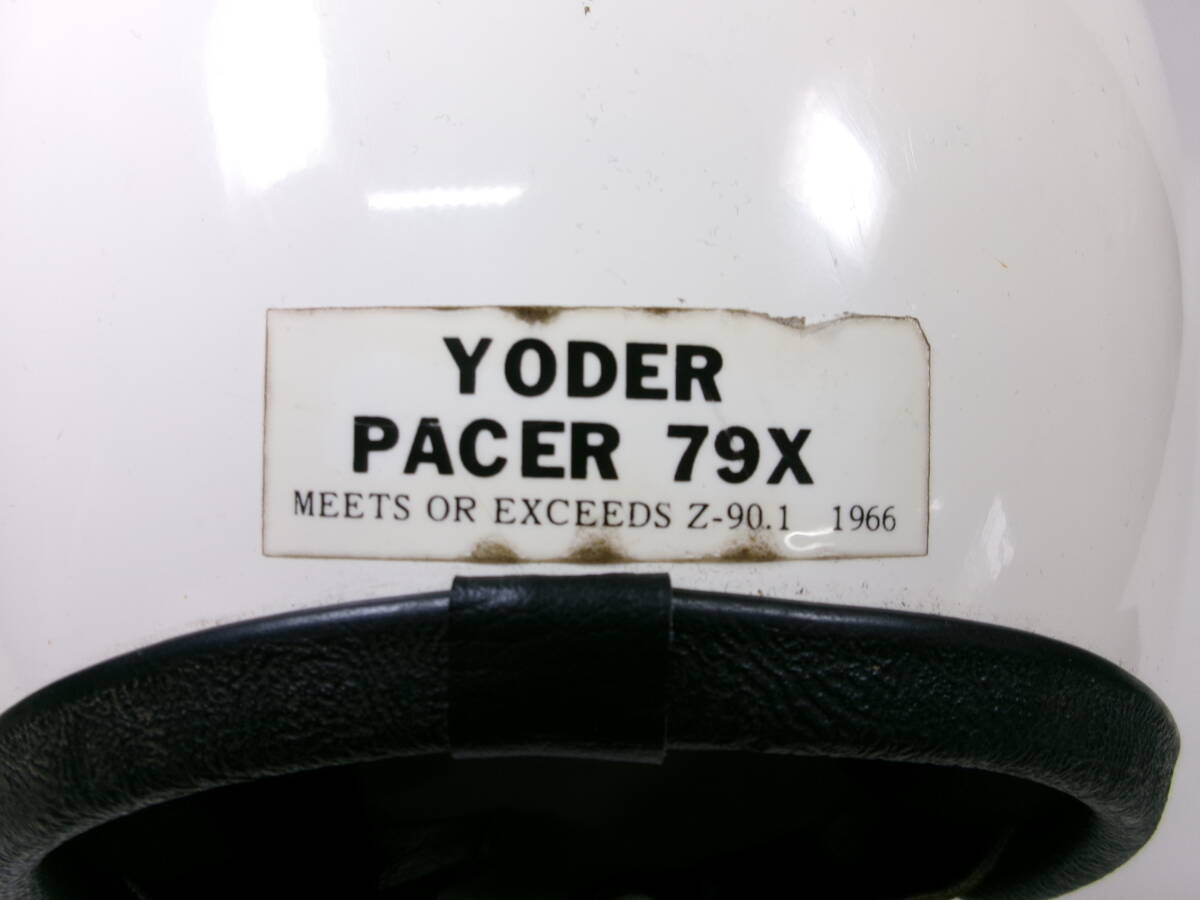 YODER
PACER 79X
MEETS OR EXCEEDS Z-90.1 1966